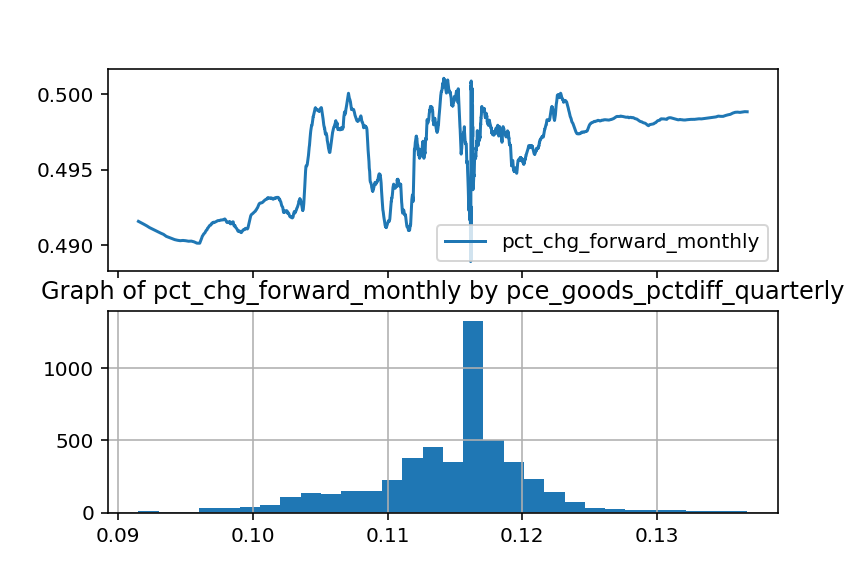 0.500
0.495
0.490
pct_chg_forward_monthly
Graph of pct_chg_forward_monthly by pce_goods_pctdiff_quarterly
1000
500
0
0.09 0.10 0.11 0.12 0.13